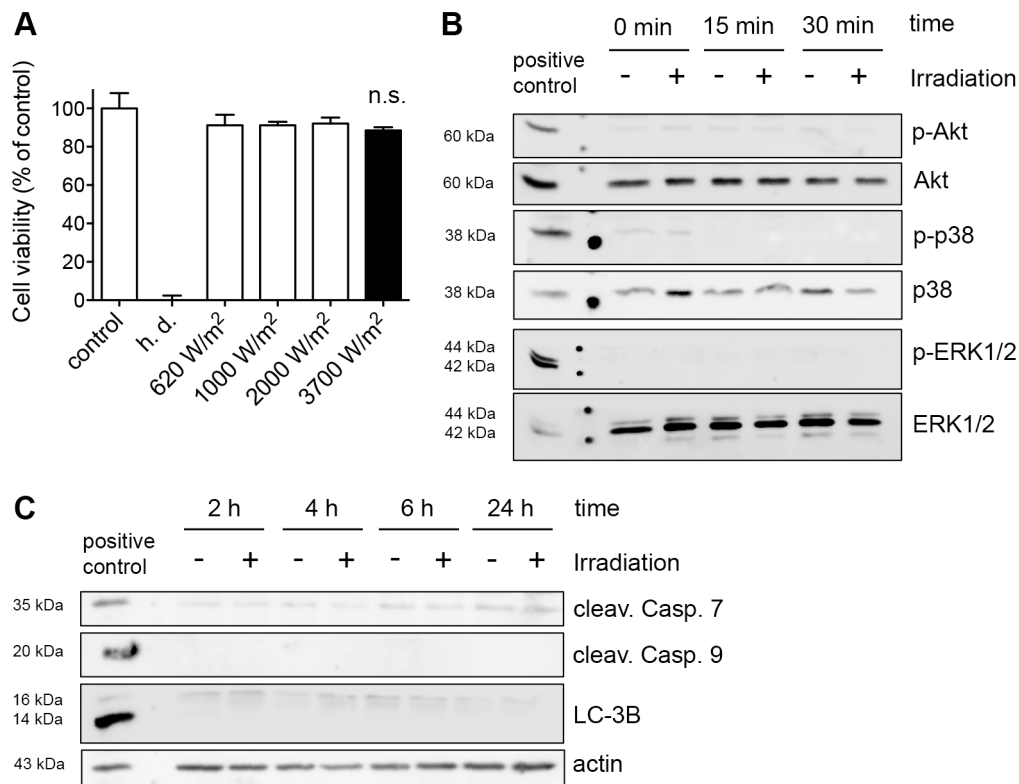 A
Cell viability (% of control)
100
80
60
40
20
0
n.s.
control
h. d.
620 W/m²
1000 W/m²
2000 W/m²
3700 W/m²
B
0 min 15 min 30 min time
positive
control
- + - + - + Irradiation
60 kDa p-Akt
60 kDa Akt
38 kDa p-p38
38 kDa p38
44 kDa
42 kDa
p-ERK1/2
44 kDa
42 kDa
ERK1/2
C
2 h 4 h 6 h 24 h time
positive
control
- + - + - + - + Irradiation
35 kDa cleav. Casp. 7
20 kDa cleav. Casp. 9
16 kDa
14 kDa
LC-3B
43 kDa actin